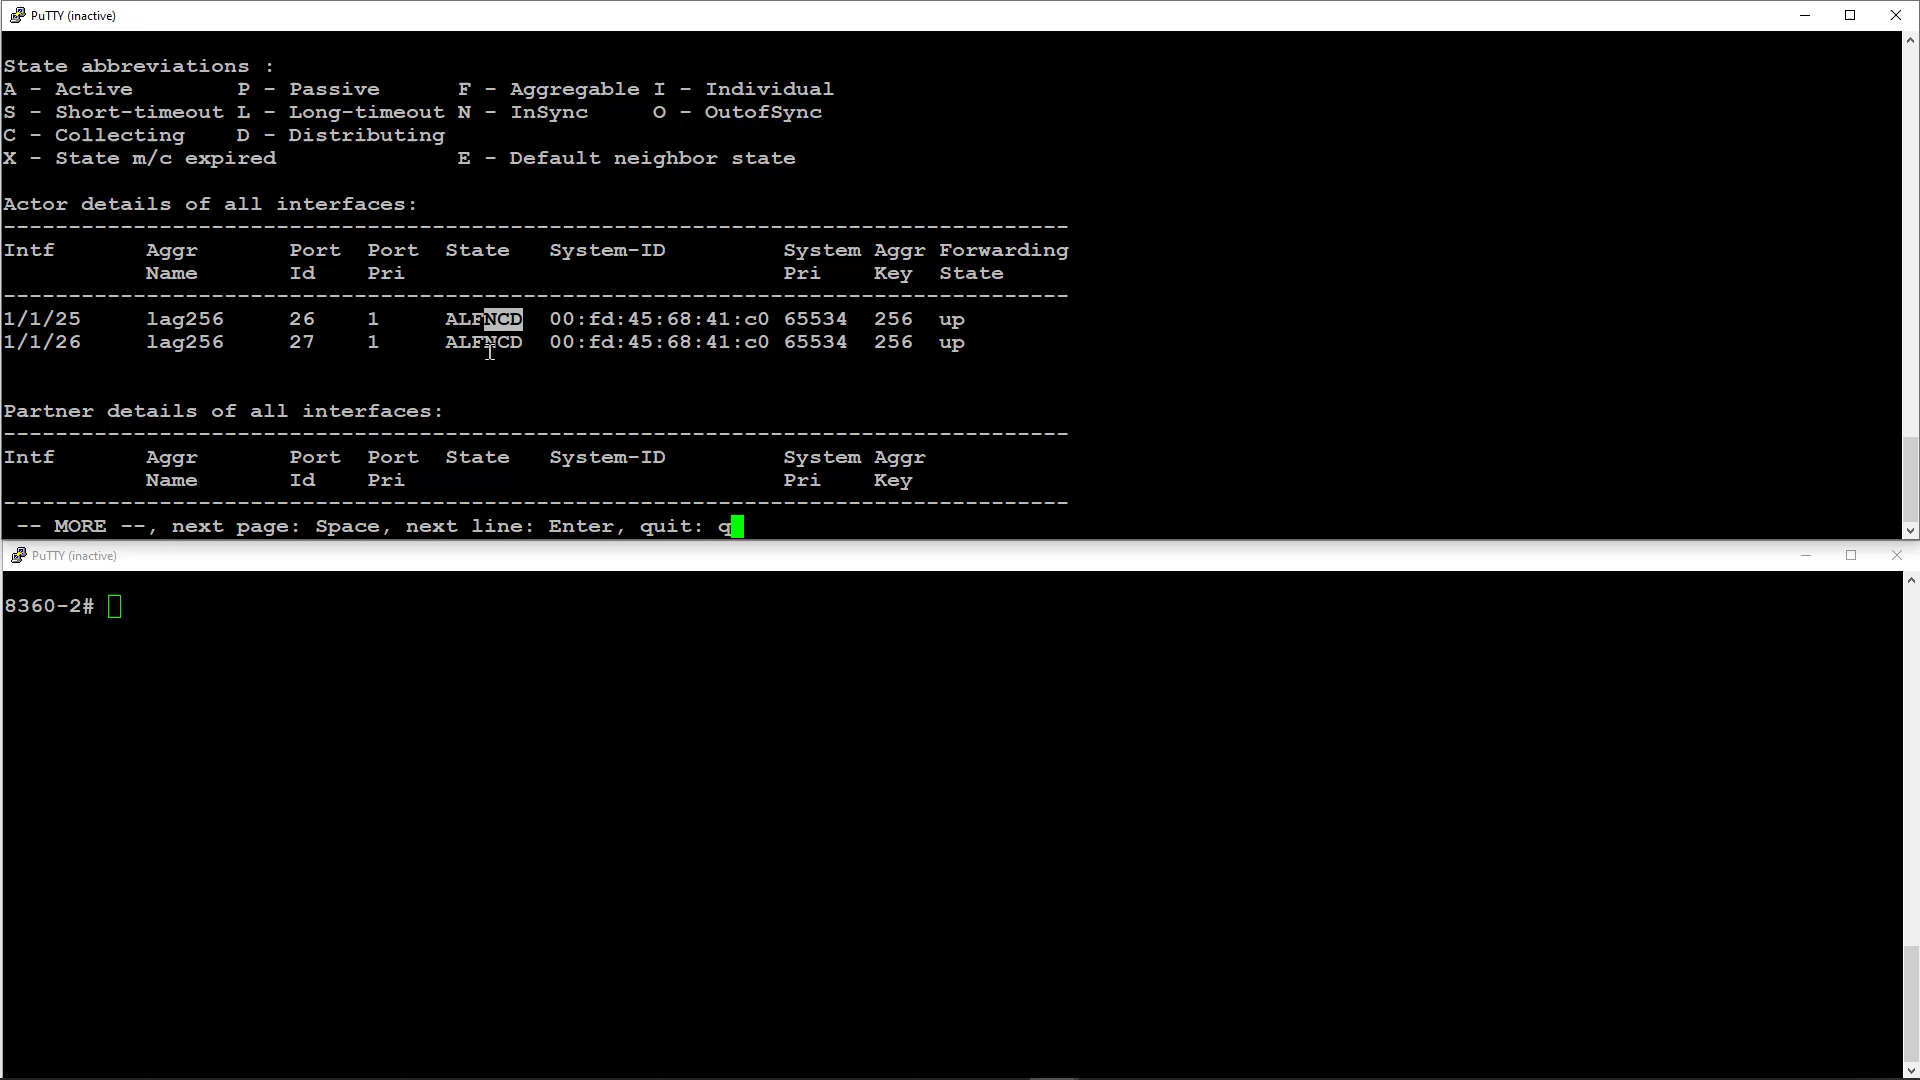 PuTTY (inactive)
State abbreviations :
A - Active        P - Passive      F - Aggregable I - Individual
S - Short-timeout L - Long-timeout N - InSync     O - OutofSync
C - Collecting    D - Distributing
X - State m/c expired              E - Default neighbor state
Actor details of all interfaces:
----------------------------------------------------------------------------------
Intf       Aggr       Port  Port  State   System-ID         System Aggr Forwarding
           Name       Id    Pri                             Pri    Key  State
----------------------------------------------------------------------------------
1/1/25     lag256     26    1     ALFNCD  00:fd:45:68:41:c0 65534  256  up
1/1/26     lag256     27    1     ALFNCD  00:fd:45:68:41:c0 65534  256  up
Partner details of all interfaces:
----------------------------------------------------------------------------------
Intf       Aggr       Port  Port  State   System-ID         System Aggr
           Name       Id    Pri                             Pri    Key
----------------------------------------------------------------------------------
-- MORE --, next page: Space, next line: Enter, quit: q
PuTTY (inactive)
8360-2#